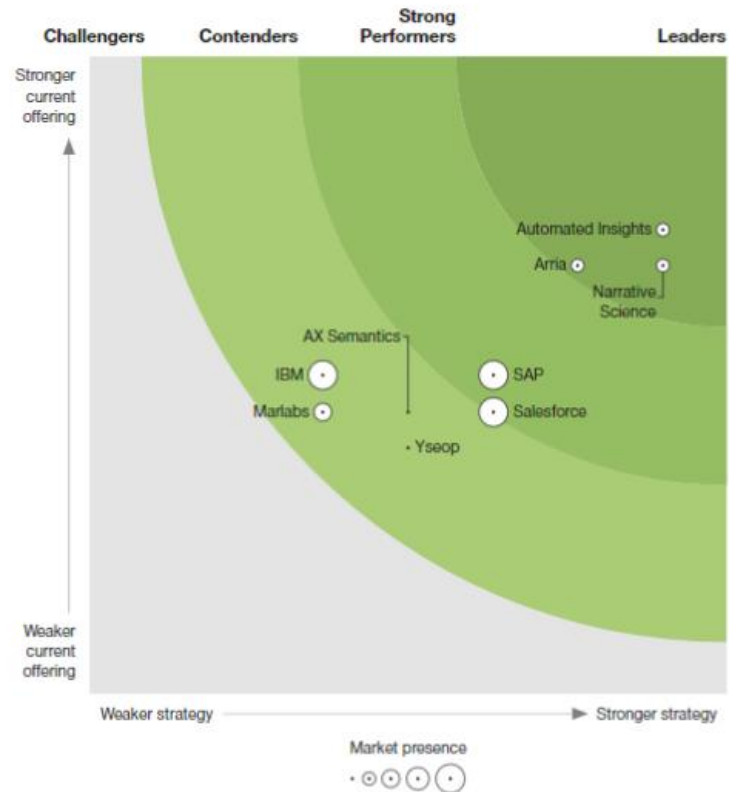 Challengers
Contenders
Strong
Performers
Leaders
Stronger
current
offering
Automated Insights
Arria
Narrative
Science
AX Semantics
IBM
SAP
Marlabs
Salesforce
Yseop
Weaker
current
offering
Weaker strategy
Stronger strategy
Market presence